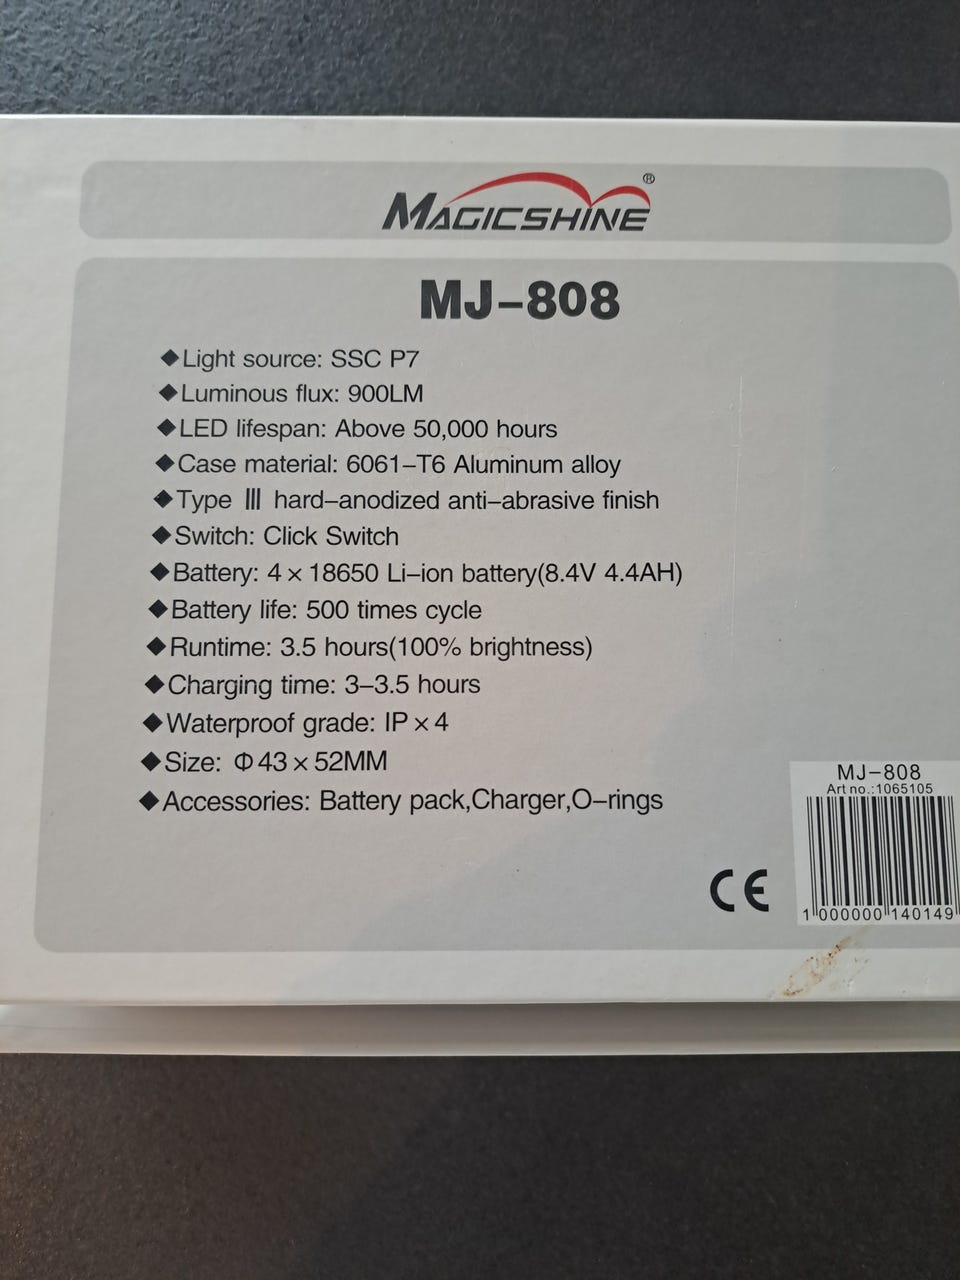 MAGICSHINE®
MJ–808
◆Light source: SSC P7
◆Luminous flux: 900LM
◆LED lifespan: Above 50,000 hours
◆Case material: 6061–T6 Aluminum alloy
◆Type Ⅲ hard–anodized anti–abrasive finish
◆Switch: Click Switch
◆Battery: 4×18650 Li–ion battery(8.4V 4.4AH)
◆Battery life: 500 times cycle
◆Runtime: 3.5 hours(100% brightness)
◆Charging time: 3–3.5 hours
◆Waterproof grade: IP×4
◆Size: Φ43×52MM
◆Accessories: Battery pack,Charger,O–rings
MJ–808
Art no.:1065105
1 000000 140149
CE